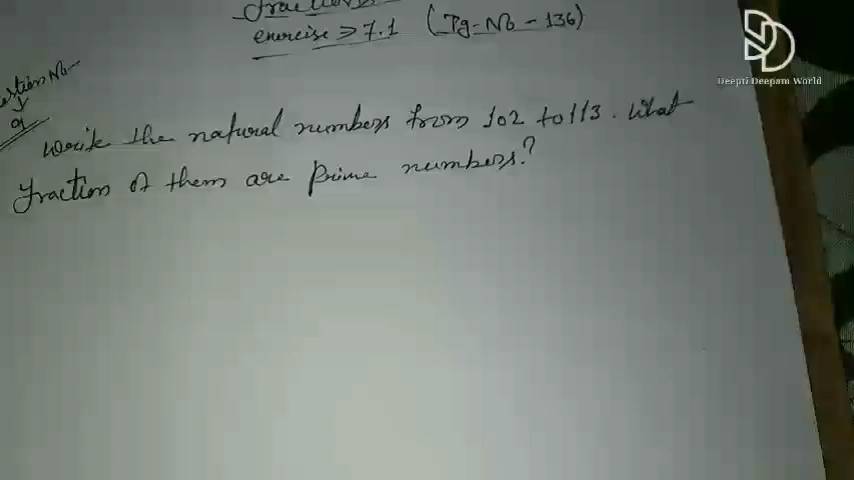 Fractions
exercise > 7.1 (Pg-No - 136)
Deepti Deepam World
Question No -
9
Write the natural numbers from 102 to 113. What
fraction of them are prime numbers?